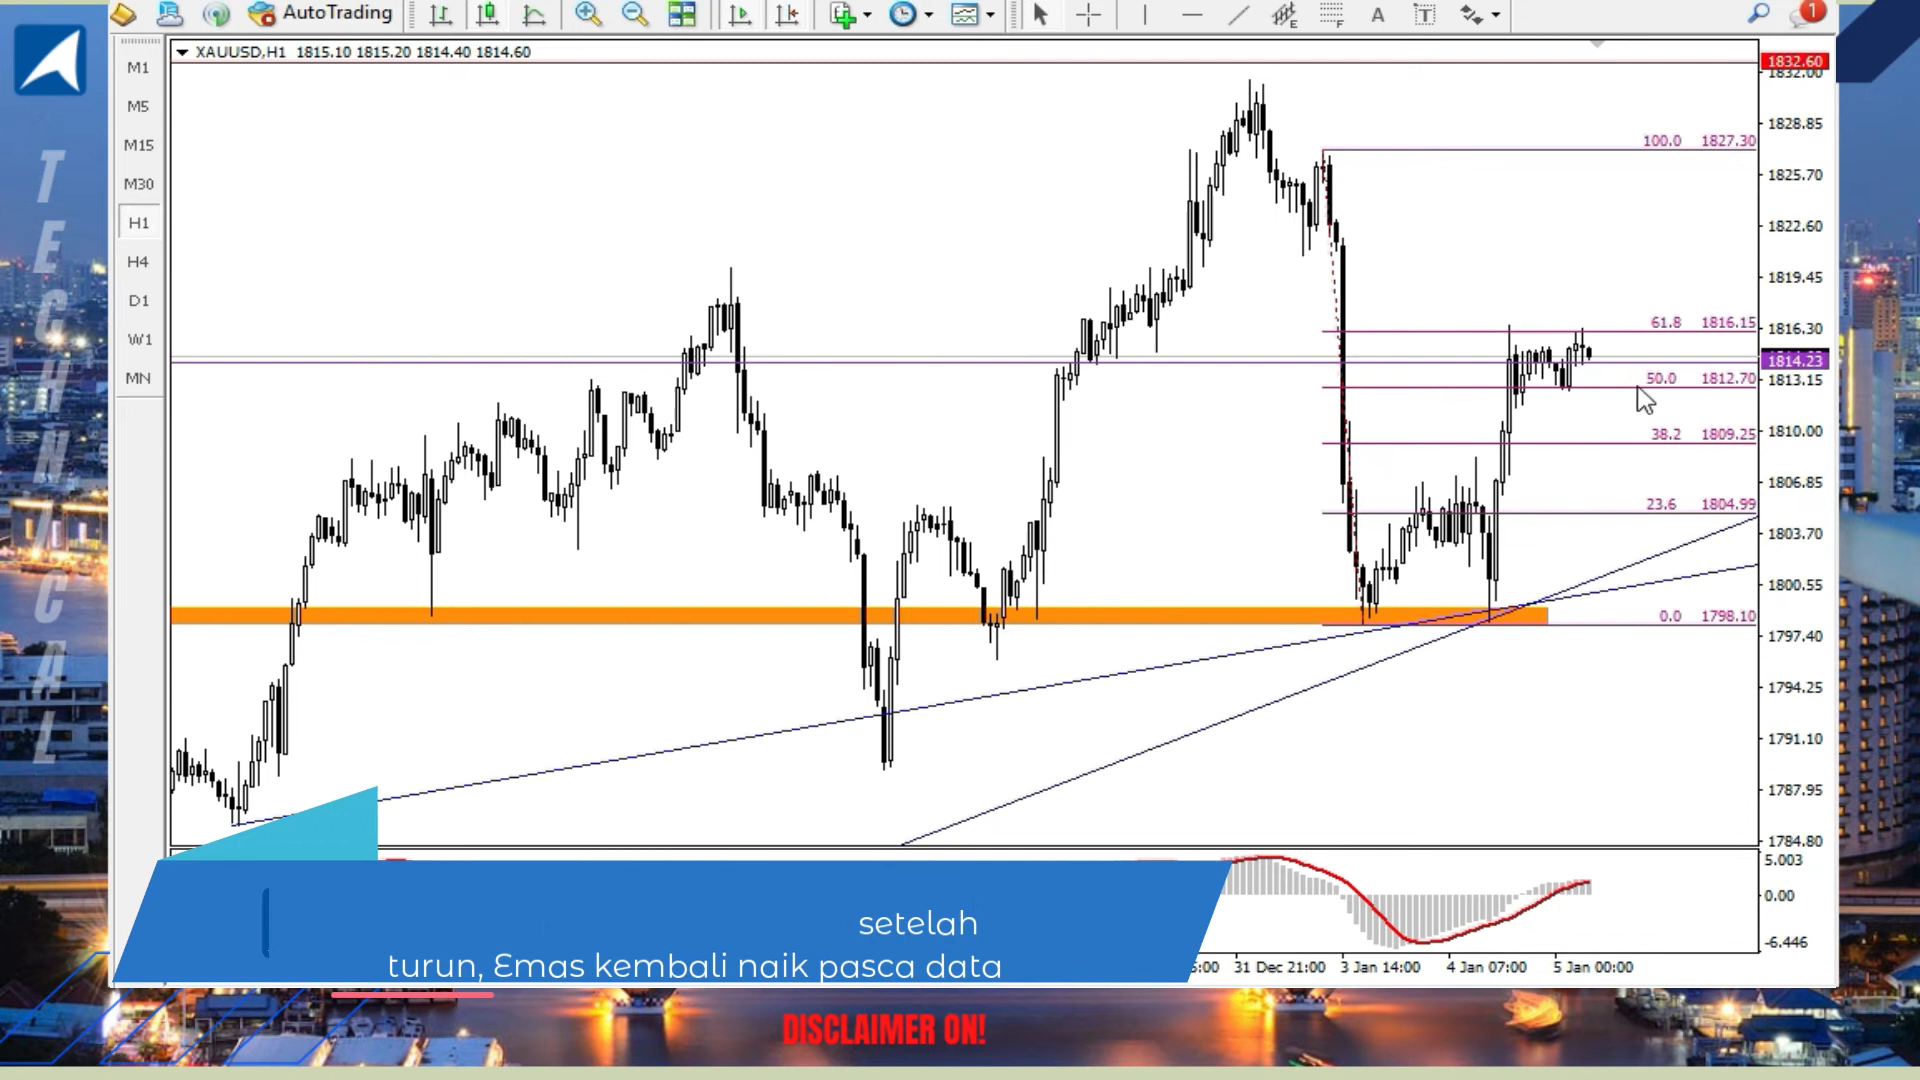 AutoTrading
A
T
1
M1
M5
M15
M30
H1
H4
D1
W1
MN
TECHNICAL
XAUUSD,H1 1815.10 1815.20 1814.40 1814.60
1832.60
1832.00
1828.85
1825.70
1822.60
1819.45
1816.30
1814.23
1813.15
1810.00
1806.85
1803.70
1800.55
1797.40
1794.25
1791.10
1787.95
1784.80
100.0 1827.30
61.8 1816.15
50.0 1812.70
38.2 1809.25
23.6 1804.99
0.0 1798.10
5.003
0.00
-6.446
31 Dec 21:00 3 Jan 14:00 4 Jan 07:00 5 Jan 00:00
setelah
turun, Emas kembali naik pasca data
DISCLAIMER ON!